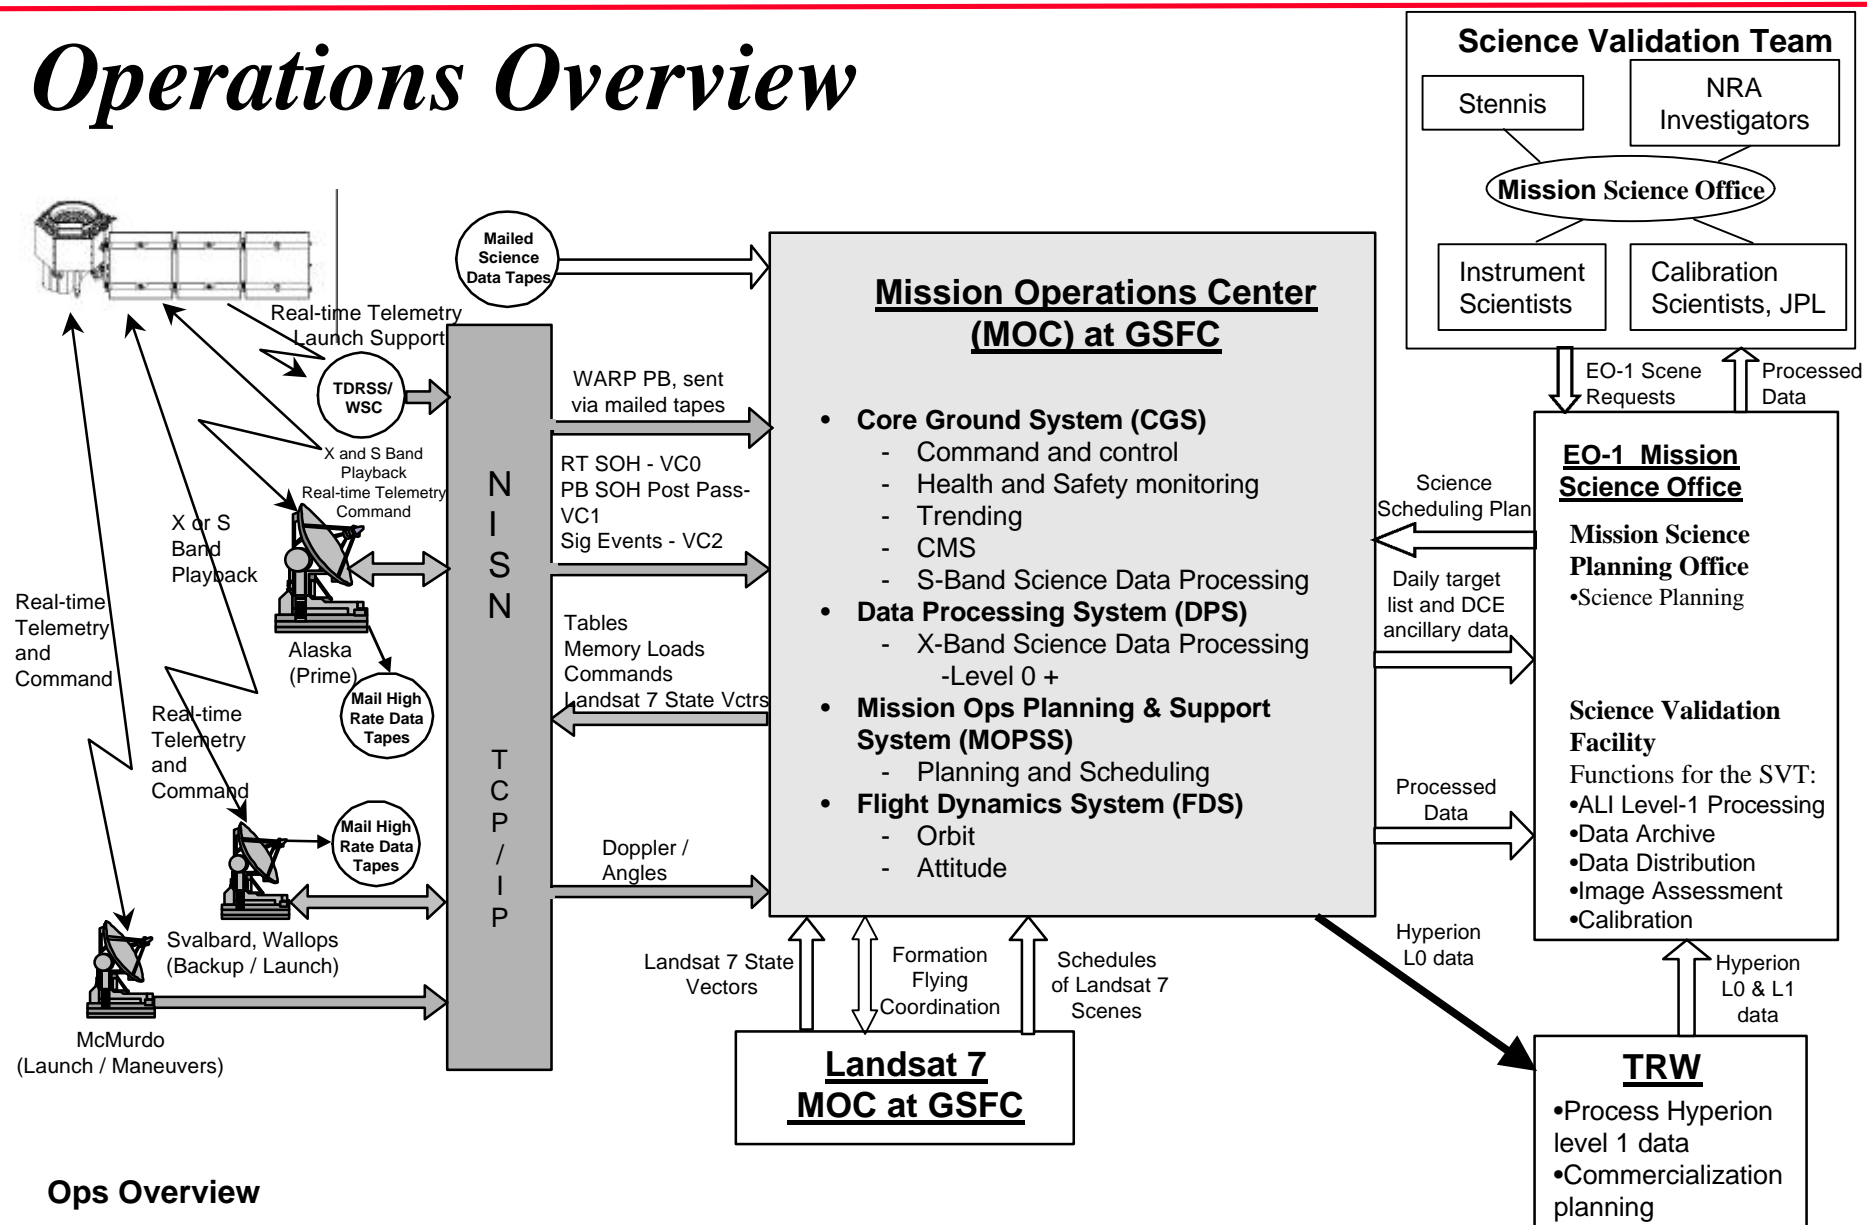 Operations Overview
Science Validation Team
Stennis
NRA
Investigators
Mission Science Office
Instrument
Scientists
Calibration
Scientists, JPL
EO-1 Scene
Requests
Processed
Data
Mailed
Science
Data Tapes
Real-time Telemetry
Launch Support
TDRSS/
WSC
X and S Band
Playback
Real-time Telemetry
Command
X or S
Band
Playback
Alaska
(Prime)
Mail High
Rate Data
Tapes
Real-time
Telemetry
and
Command
Real-time
Telemetry
and
Command
Mail High
Rate Data
Tapes
Svalbard, Wallops
(Backup / Launch)
McMurdo
(Launch / Maneuvers)
N
I
S
N
T
C
P
/
I
P
WARP PB, sent
via mailed tapes
RT SOH - VC0
PB SOH Post Pass-
VC1
Sig Events - VC2
Tables
Memory Loads
Commands
Landsat 7 State Vctrs
Doppler /
Angles
Mission Operations Center
(MOC) at GSFC
• Core Ground System (CGS)
- Command and control
- Health and Safety monitoring
- Trending
- CMS
- S-Band Science Data Processing
• Data Processing System (DPS)
- X-Band Science Data Processing
-Level 0 +
• Mission Ops Planning & Support
System (MOPSS)
- Planning and Scheduling
• Flight Dynamics System (FDS)
- Orbit
- Attitude
Science
Scheduling Plan
Daily target
list and DCE
ancillary data
Processed
Data
Hyperion
L0 data
EO-1 Mission
Science Office
Mission Science
Planning Office
•Science Planning
Science Validation
Facility
Functions for the SVT:
•ALI Level-1 Processing
•Data Archive
•Data Distribution
•Image Assessment
•Calibration
Landsat 7 State
Vectors
Formation
Flying
Coordination
Schedules
of Landsat 7
Scenes
Landsat 7
MOC at GSFC
Hyperion
L0 & L1
data
TRW
•Process Hyperion
level 1 data
•Commercialization
planning
Ops Overview